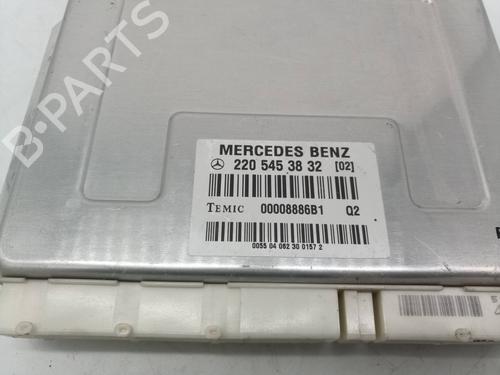 B-PARTS
MERCEDES BENZ
220 545 38 32 [02]
TEMIC 00008886B1 Q2
0055 04 062 30 0157 2